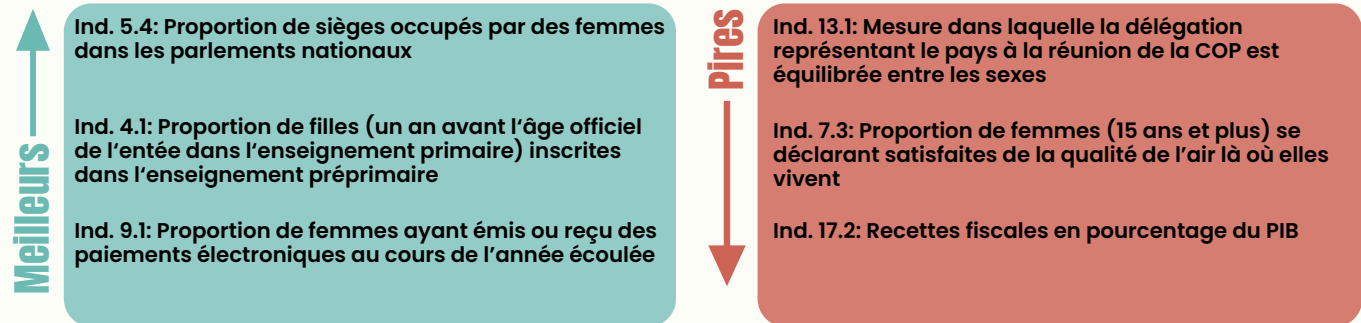 Meilleurs
Ind. 5.4: Proportion de sièges occupés par des femmes
dans les parlements nationaux
Ind. 4.1: Proportion de filles (un an avant l‘âge officiel
de l‘entée dans l‘enseignement primaire) inscrites
dans l‘enseignement préprimaire
Ind. 9.1: Proportion de femmes ayant émis ou reçu des
paiements électroniques au cours de l’année écoulée
Pires
Ind. 13.1: Mesure dans laquelle la délégation
représentant le pays à la réunion de la COP est
équilibrée entre les sexes
Ind. 7.3: Proportion de femmes (15 ans et plus) se
déclarant satisfaites de la qualité de l’air là où elles
vivent
Ind. 17.2: Recettes fiscales en pourcentage du PIB